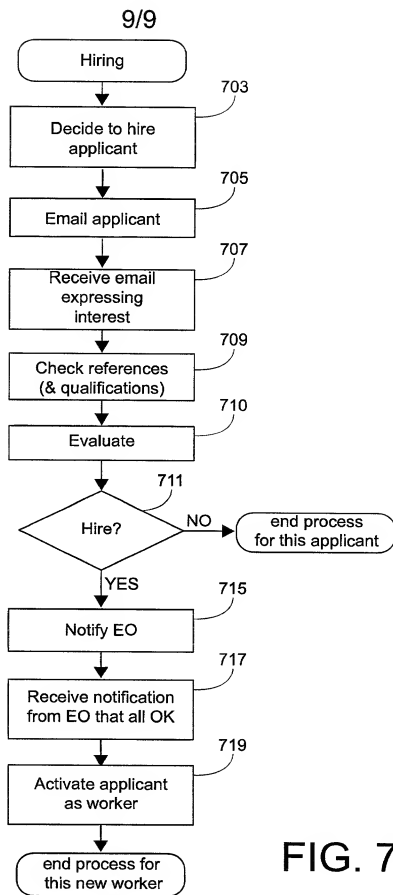 9/9
Hiring
703
Decide to hire
applicant
705
Email applicant
707
Receive email
expressing
interest
709
Check references
(& qualifications)
710
Evaluate
711
Hire?
NO
end process
for this applicant
YES
715
Notify EO
717
Receive notification
from EO that all OK
719
Activate applicant
as worker
end process for
this new worker
FIG. 7